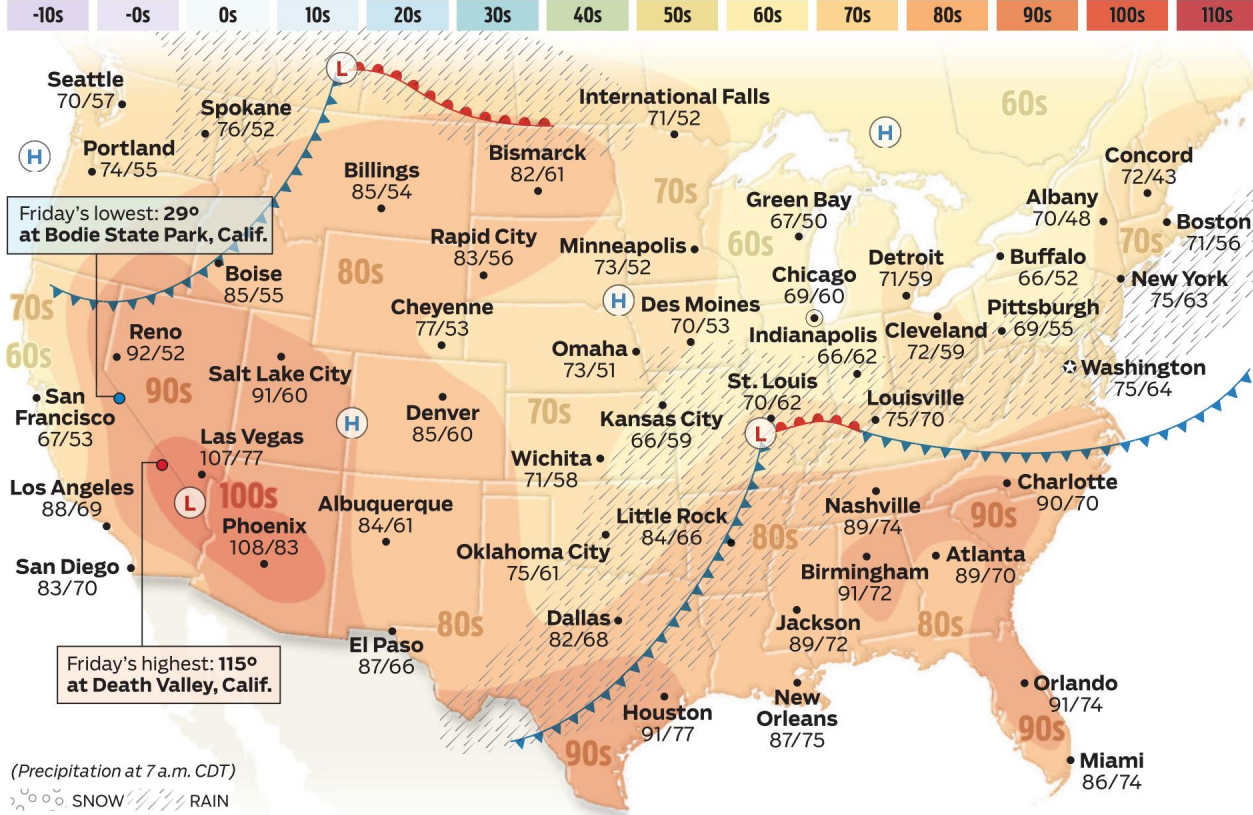 -10s -0s 0s 10s 20s 30s 40s 50s 60s 70s 80s 90s 100s 110s
L
Seattle
70/57
Spokane
76/52
International Falls
71/52
60s
H
H
Portland
74/55
Billings
85/54
Bismarck
82/61
70s
Green Bay
67/50
Concord
72/43
Albany
70/48
Boston
71/56
Friday's lowest: 29º
at Bodie State Park, Calif.
Rapid City
83/56
Minneapolis
73/52
60s
Detroit
71/59
Buffalo
66/52
70s
Boise
85/55
80s
Chicago
69/60
New York
75/63
70s
Cheyenne
77/53
H
Des Moines
70/53
Indianapolis
66/62
Cleveland
72/59
Pittsburgh
69/55
Reno
92/52
60s
Omaha
73/51
Washington
75/64
Salt Lake City
91/60
90s
St. Louis
70/62
Louisville
75/70
San
Francisco
67/53
H
Denver
85/60
70s
Kansas City
66/59
L
Las Vegas
107/77
Wichita
71/58
Los Angeles
88/69
L
100s
Albuquerque
84/61
Nashville
89/74
Charlotte
90/70
90s
Phoenix
108/83
Little Rock
84/66
80s
Oklahoma City
75/61
Birmingham
91/72
Atlanta
89/70
San Diego
83/70
Dallas
82/68
Jackson
89/72
80s
80s
El Paso
87/66
Friday's highest: 115º
at Death Valley, Calif.
Houston
91/77
New
Orleans
87/75
Orlando
91/74
90s
90s
Miami
86/74
(Precipitation at 7 a.m. CDT)
SNOW RAIN